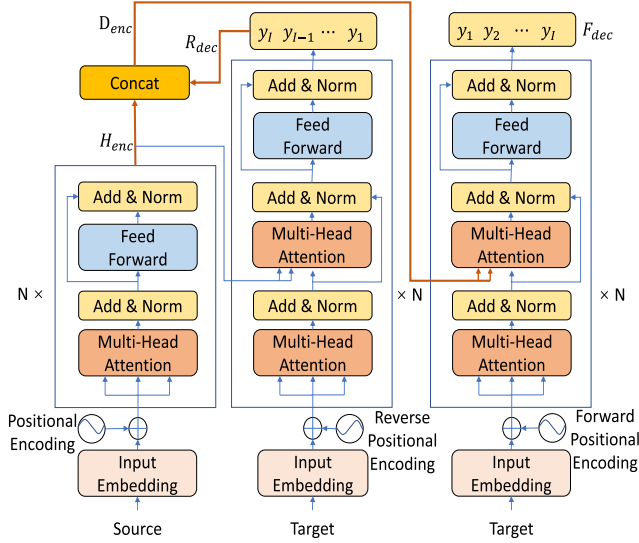 D_enc
R_dec
y_I y_{I−1} ⋯ y_1
y_1 y_2 ⋯ y_I
F_dec
Concat
H_enc
Add & Norm
Feed
Forward
Add & Norm
Multi-Head
Attention
N ×
Positional
Encoding
Input
Embedding
Source
Add & Norm
Feed
Forward
Add & Norm
Multi-Head
Attention
Add & Norm
Multi-Head
Attention
× N
Reverse
Positional
Encoding
Input
Embedding
Target
Add & Norm
Feed
Forward
Add & Norm
Multi-Head
Attention
Add & Norm
Multi-Head
Attention
× N
Forward
Positional
Encoding
Input
Embedding
Target